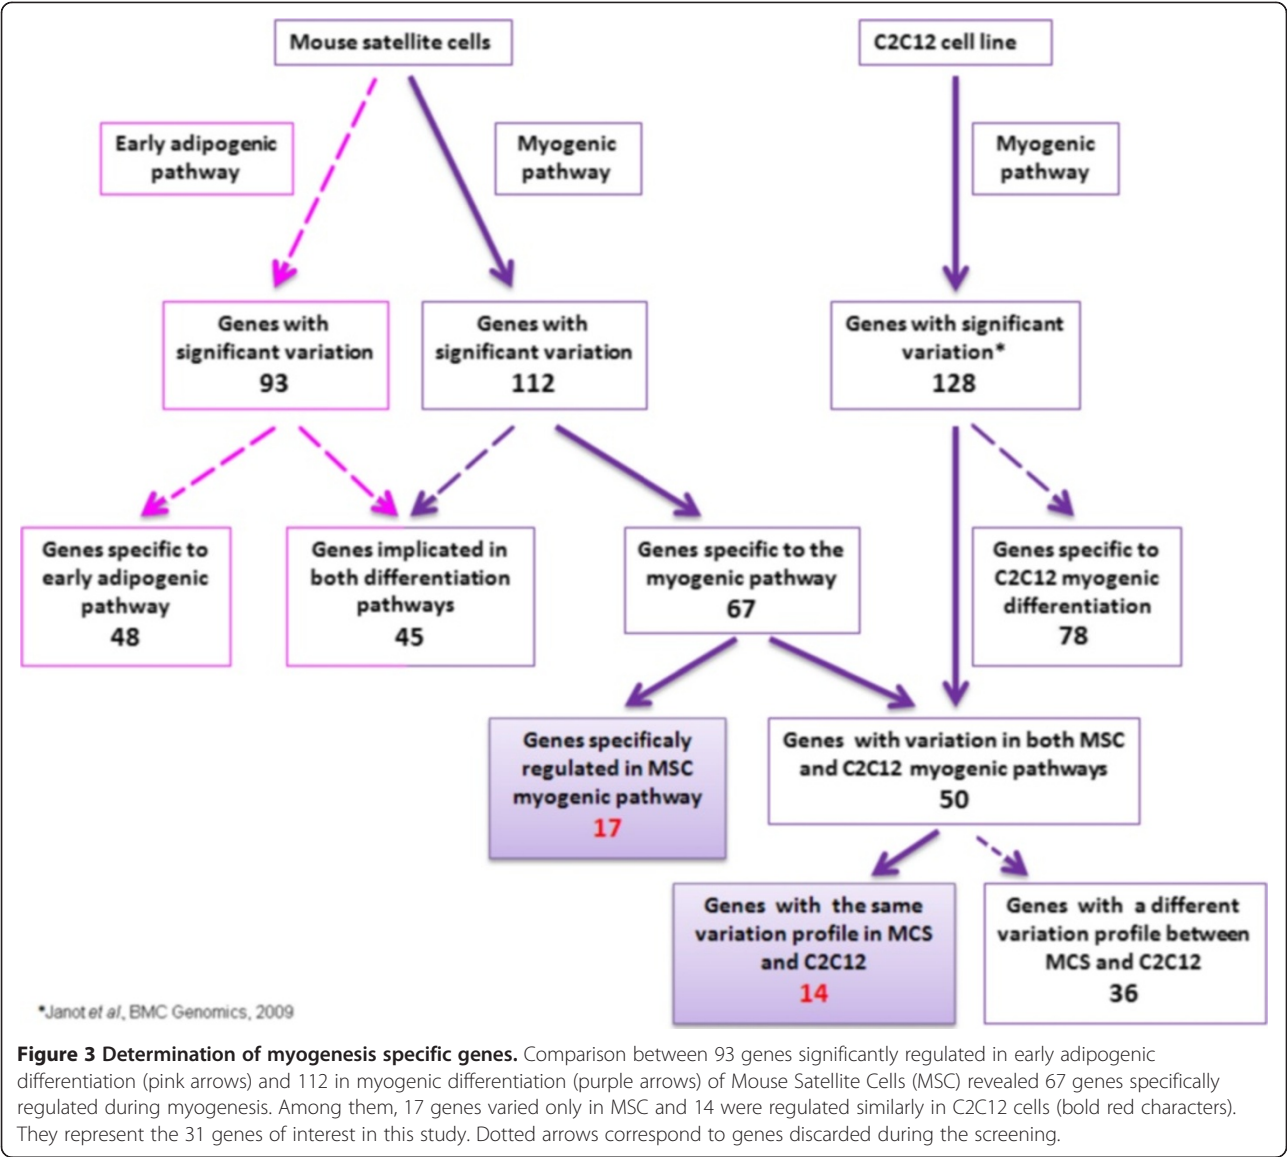 Mouse satellite cells
C2C12 cell line
Early adipogenic
pathway
Myogenic
pathway
Myogenic
pathway
Genes with
significant variation
93
Genes with
significant variation
112
Genes with significant
variation*
128
Genes specific to
early adipogenic
pathway
48
Genes implicated in
both differentiation
pathways
45
Genes specific to the
myogenic pathway
67
Genes specific to
C2C12 myogenic
differentiation
78
Genes specificaly
regulated in MSC
myogenic pathway
17
Genes with variation in both MSC
and C2C12 myogenic pathways
50
Genes with the same
variation profile in MCS
and C2C12
14
Genes with a different
variation profile between
MCS and C2C12
36
*Janot et al., BMC Genomics, 2009
Figure 3 Determination of myogenesis specific genes. Comparison between 93 genes significantly regulated in early adipogenic
differentiation (pink arrows) and 112 in myogenic differentiation (purple arrows) of Mouse Satellite Cells (MSC) revealed 67 genes specifically
regulated during myogenesis. Among them, 17 genes varied only in MSC and 14 were regulated similarly in C2C12 cells (bold red characters).
They represent the 31 genes of interest in this study. Dotted arrows correspond to genes discarded during the screening.